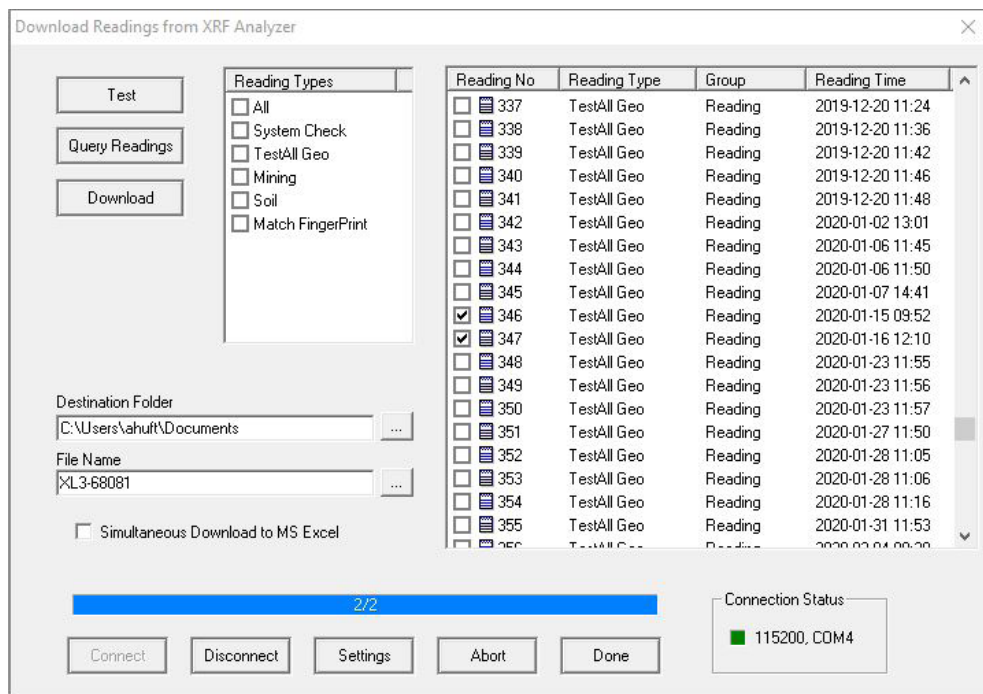 Download Readings from XRF Analyzer
Test
Query Readings
Download
Reading Types
All
System Check
TestAll Geo
Mining
Soil
Match FingerPrint
Reading No Reading Type Group Reading Time
337 TestAll Geo Reading 2019-12-20 11:24
338 TestAll Geo Reading 2019-12-20 11:36
339 TestAll Geo Reading 2019-12-20 11:42
340 TestAll Geo Reading 2019-12-20 11:46
341 TestAll Geo Reading 2019-12-20 11:48
342 TestAll Geo Reading 2020-01-02 13:01
343 TestAll Geo Reading 2020-01-06 11:45
344 TestAll Geo Reading 2020-01-06 11:50
345 TestAll Geo Reading 2020-01-07 14:41
346 TestAll Geo Reading 2020-01-15 09:52
347 TestAll Geo Reading 2020-01-16 12:10
348 TestAll Geo Reading 2020-01-23 11:55
349 TestAll Geo Reading 2020-01-23 11:56
350 TestAll Geo Reading 2020-01-23 11:57
351 TestAll Geo Reading 2020-01-27 11:50
352 TestAll Geo Reading 2020-01-28 11:05
353 TestAll Geo Reading 2020-01-28 11:06
354 TestAll Geo Reading 2020-01-28 11:16
355 TestAll Geo Reading 2020-01-31 11:53
Destination Folder
C:\Users\ahuft\Documents
...
File Name
XL3-68081
...
Simultaneous Download to MS Excel
2/2
Connect
Disconnect
Settings
Abort
Done
Connection Status
115200, COM4